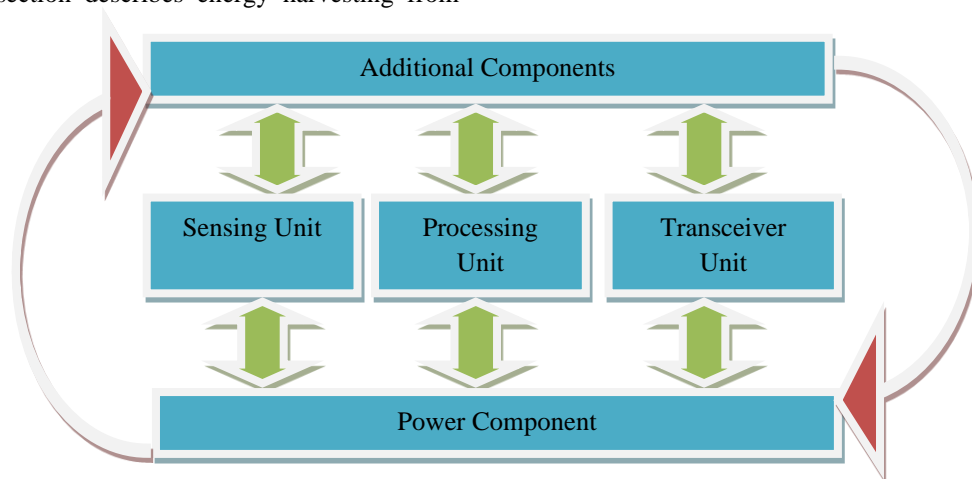 section describes energy harvesting from
Additional Components
Sensing Unit
Processing
Unit
Transceiver
Unit
Power Component